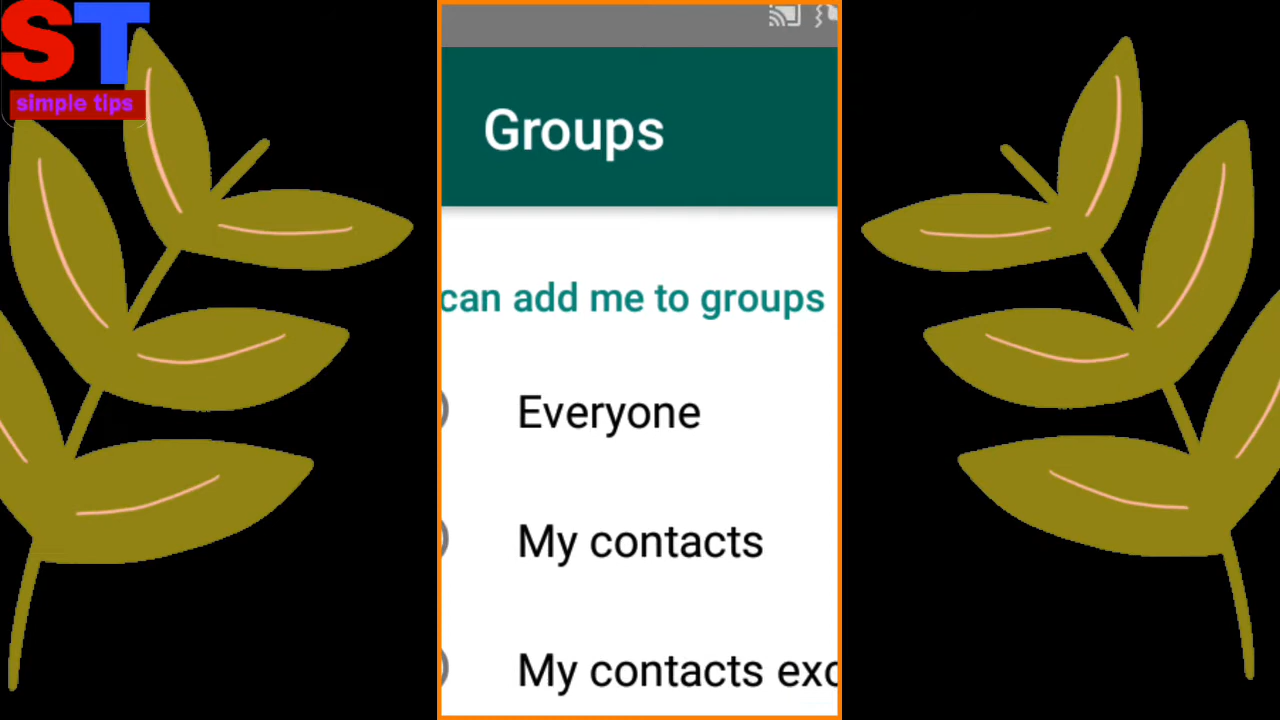 ST
simple tips
Groups
can add me to groups
Everyone
My contacts
My contacts exc